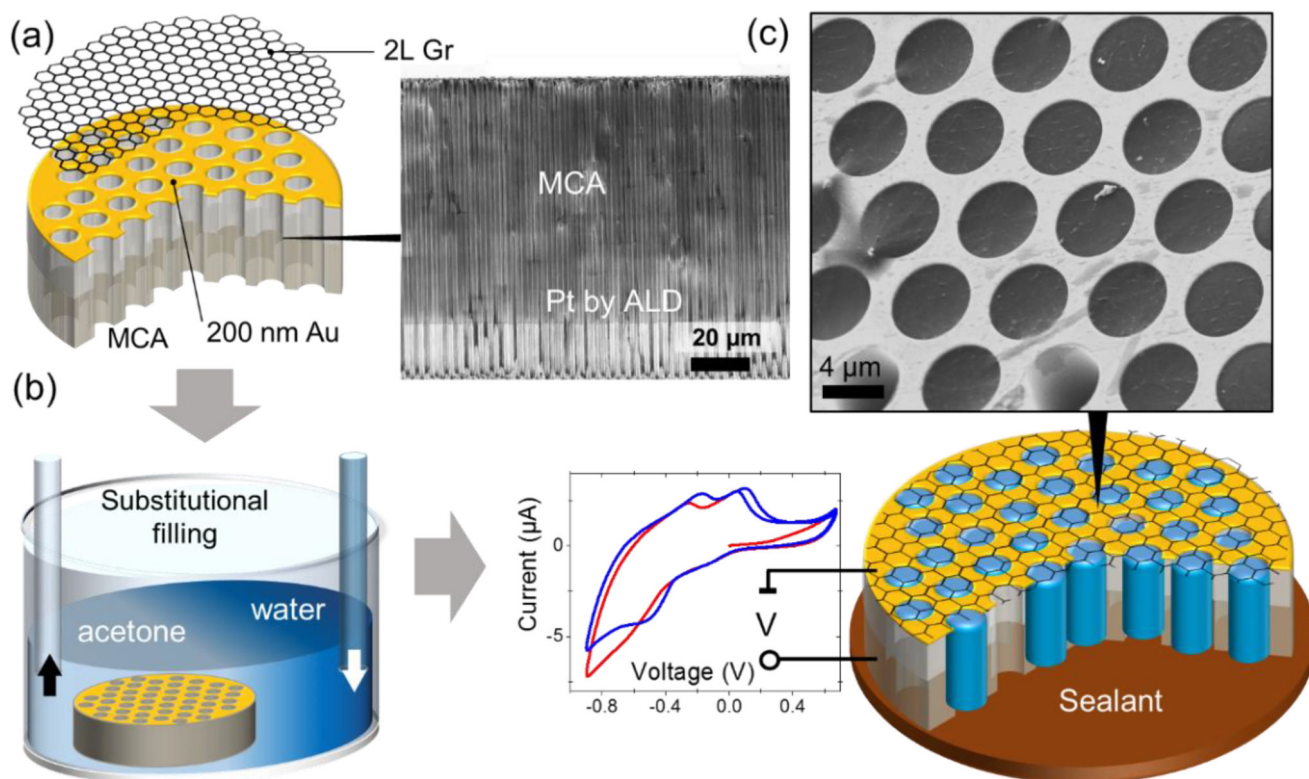 (a)
2L Gr
MCA
200 nm Au
MCA
Pt by ALD
20 μm
(c)
4 μm
(b)
Substitutional
filling
water
acetone
Current (μA)
0
-5
Voltage (V)
-0.8
-0.4
0.0
0.4
V
Sealant